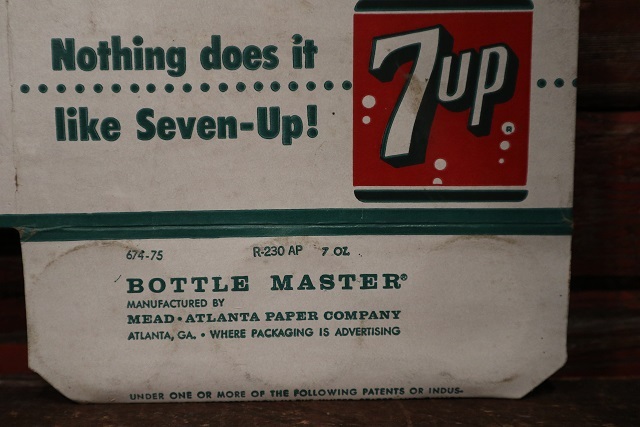 Nothing does it
like Seven-Up!
7up
®
674-75 R-230 AP 7 OZ.
BOTTLE MASTER®
MANUFACTURED BY
MEAD • ATLANTA PAPER COMPANY
ATLANTA, GA. • WHERE PACKAGING IS ADVERTISING
UNDER ONE OR MORE OF THE FOLLOWING PATENTS OR INDUS-